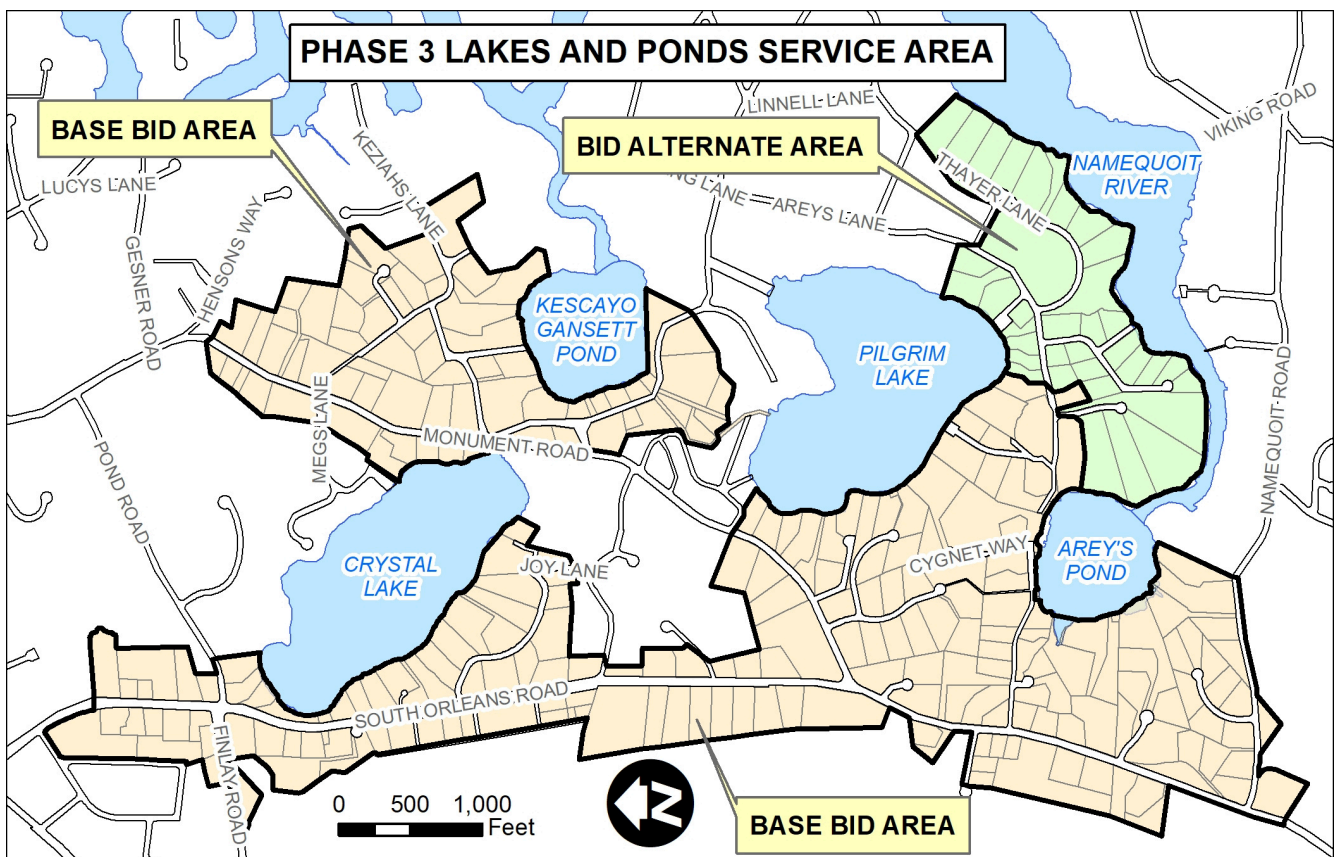 PHASE 3 LAKES AND PONDS SERVICE AREA
LINNELL LANE
VIKING ROAD
BASE BID AREA
KEZIAHS LANE
BID ALTERNATE AREA
NAMEQUOIT
RIVER
LUCYS LANE
THAYER LANE
LANE
AREYS LANE
HENSONS WAY
GESNER ROAD
KESCAYO
GANSETT
POND
PILGRIM
LAKE
MEGS LANE
MONUMENT ROAD
NAMEQUOIT ROAD
POND ROAD
CRYSTAL
LAKE
JOY LANE
CYGNET WAY
AREY'S
POND
SOUTH ORLEANS ROAD
FINLAY ROAD
0 500 1,000
Feet
N
BASE BID AREA